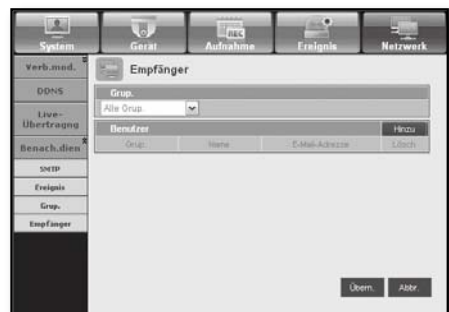 System Gerät Aufnahme Ereignis Netzwerk
Verb.mod.
DDNS
Live-
Übertragng
Benach.dien
SMTP
Ereignis
Grup.
Empfänger
Empfänger
Grup.
Alle Grup.
Benutzer Hinzu
Grup. Name E-Mail-Adresse Lösch
Übern. Abbr.